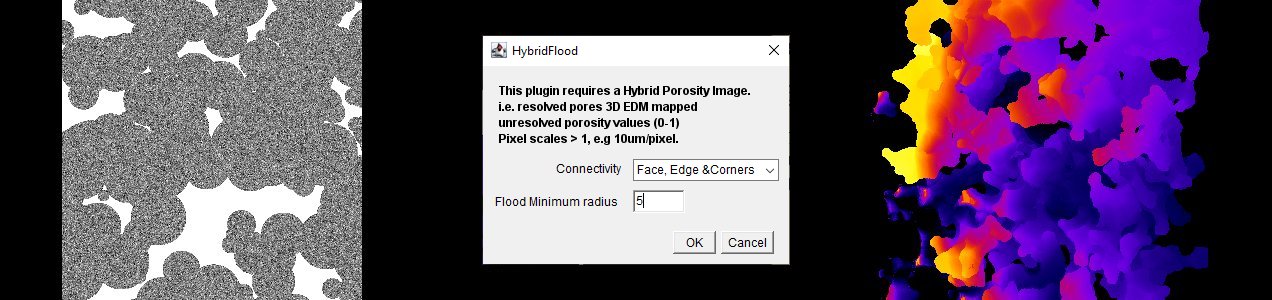 HybridFlood
This plugin requires a Hybrid Porosity Image.
i.e. resolved pores 3D EDM mapped
unresolved porosity values (0-1)
Pixel scales > 1, e.g 10um/pixel.
Connectivity Face, Edge &Corners
Flood Minimum radius 5
OK Cancel